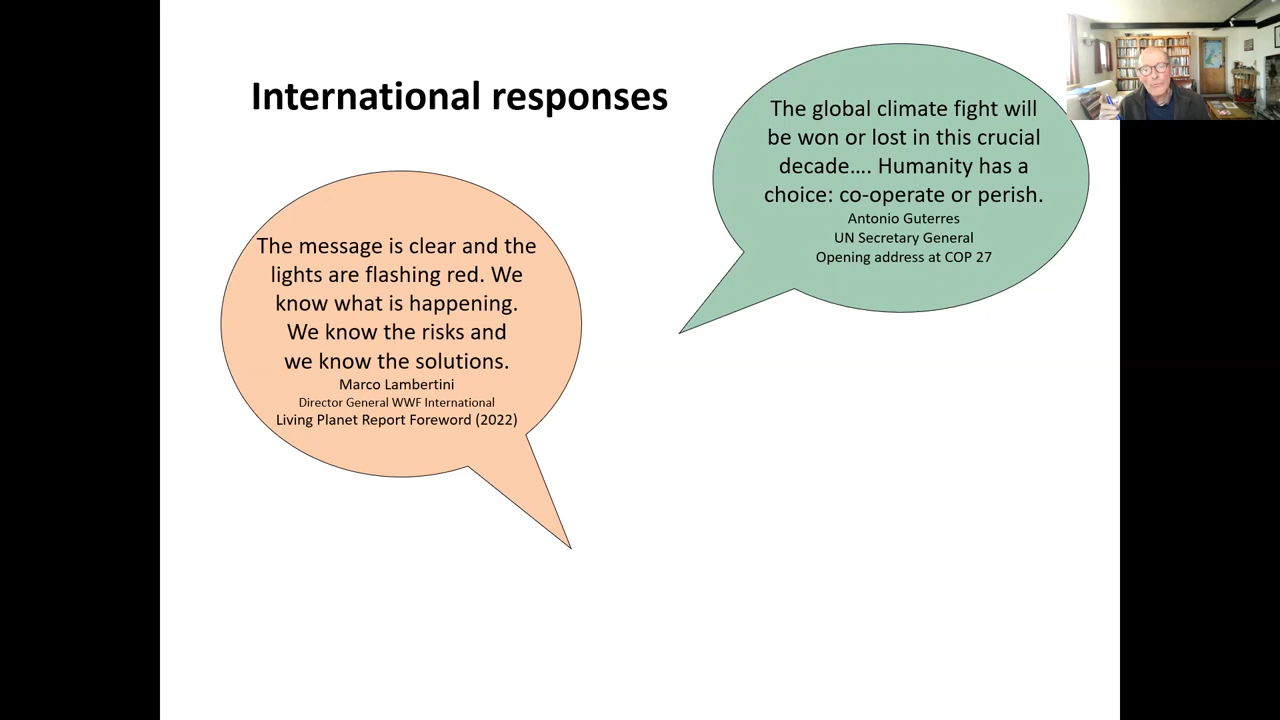 International responses
The global climate fight will
be won or lost in this crucial
decade…. Humanity has a
choice: co-operate or perish.
Antonio Guterres
UN Secretary General
Opening address at COP 27
The message is clear and the
lights are flashing red. We
know what is happening.
We know the risks and
we know the solutions.
Marco Lambertini
Director General WWF International
Living Planet Report Foreword (2022)